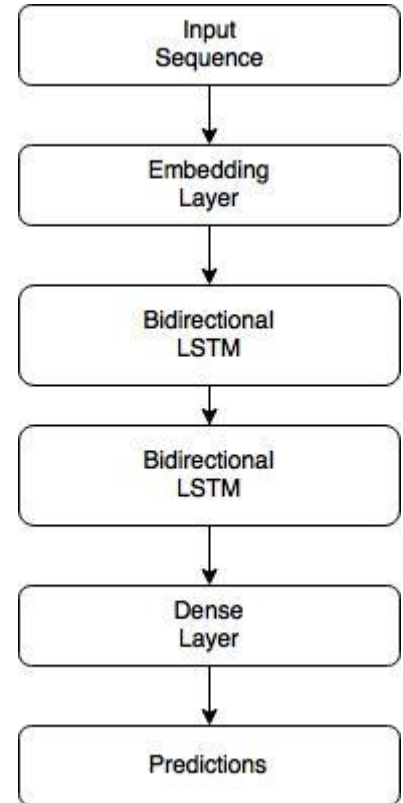 Input
Sequence
Embedding
Layer
Bidirectional
LSTM
Bidirectional
LSTM
Dense
Layer
Predictions